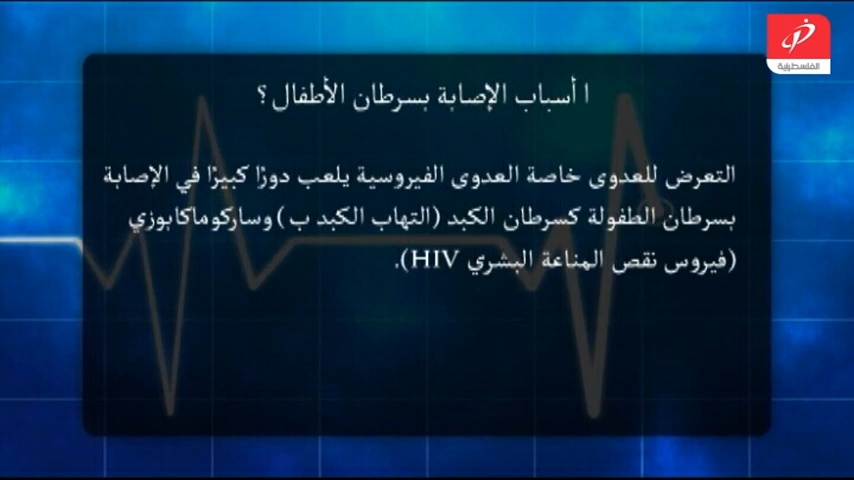 الفلسطينية
ا أسباب الإصابة بسرطان الأطفال ؟
التعرض للعدوى خاصة العدوى الفيروسية يلعب دورًا كبيرًا في الإصابة
بسرطان الطفولة كسرطان الكبد (التهاب الكبد ب ) وساركوماكابوزي
(فيروس نقص المناعة البشري HIV).